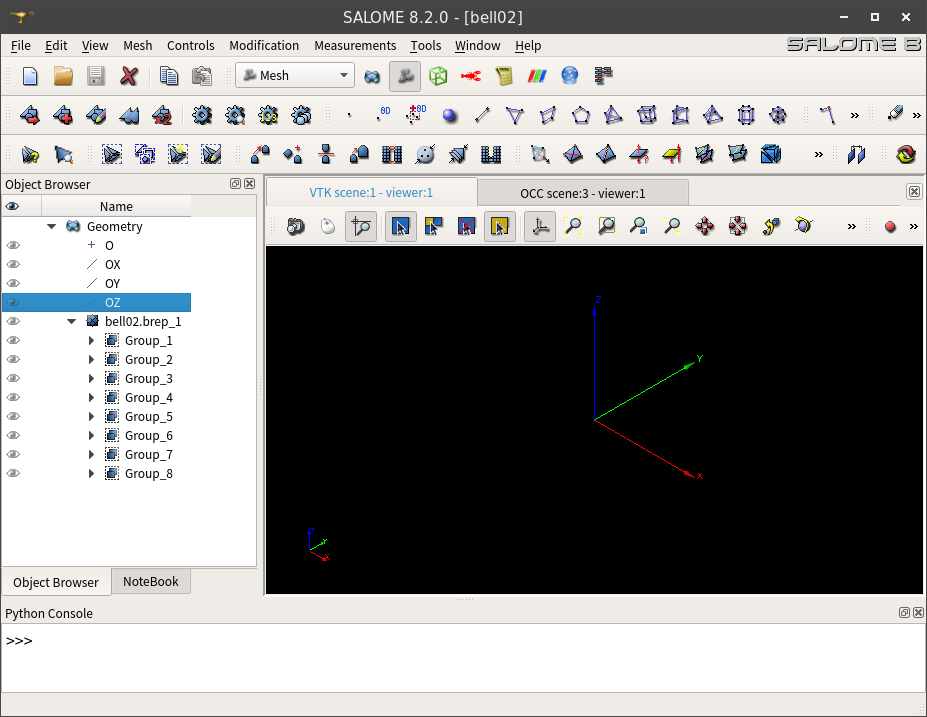 SALOME 8.2.0 - [bell02]
File Edit View Mesh Controls Modification Measurements Tools Window Help
SALOME 8
Mesh
0D
0D
»
»
»
Object Browser
Name
Geometry
O
OX
OY
OZ
bell02.brep_1
Group_1
Group_2
Group_3
Group_4
Group_5
Group_6
Group_7
Group_8
Object Browser NoteBook
VTK scene:1 - viewer:1 OCC scene:3 - viewer:1
» »
Z
Y
X
Z
Y
X
Python Console
>>>